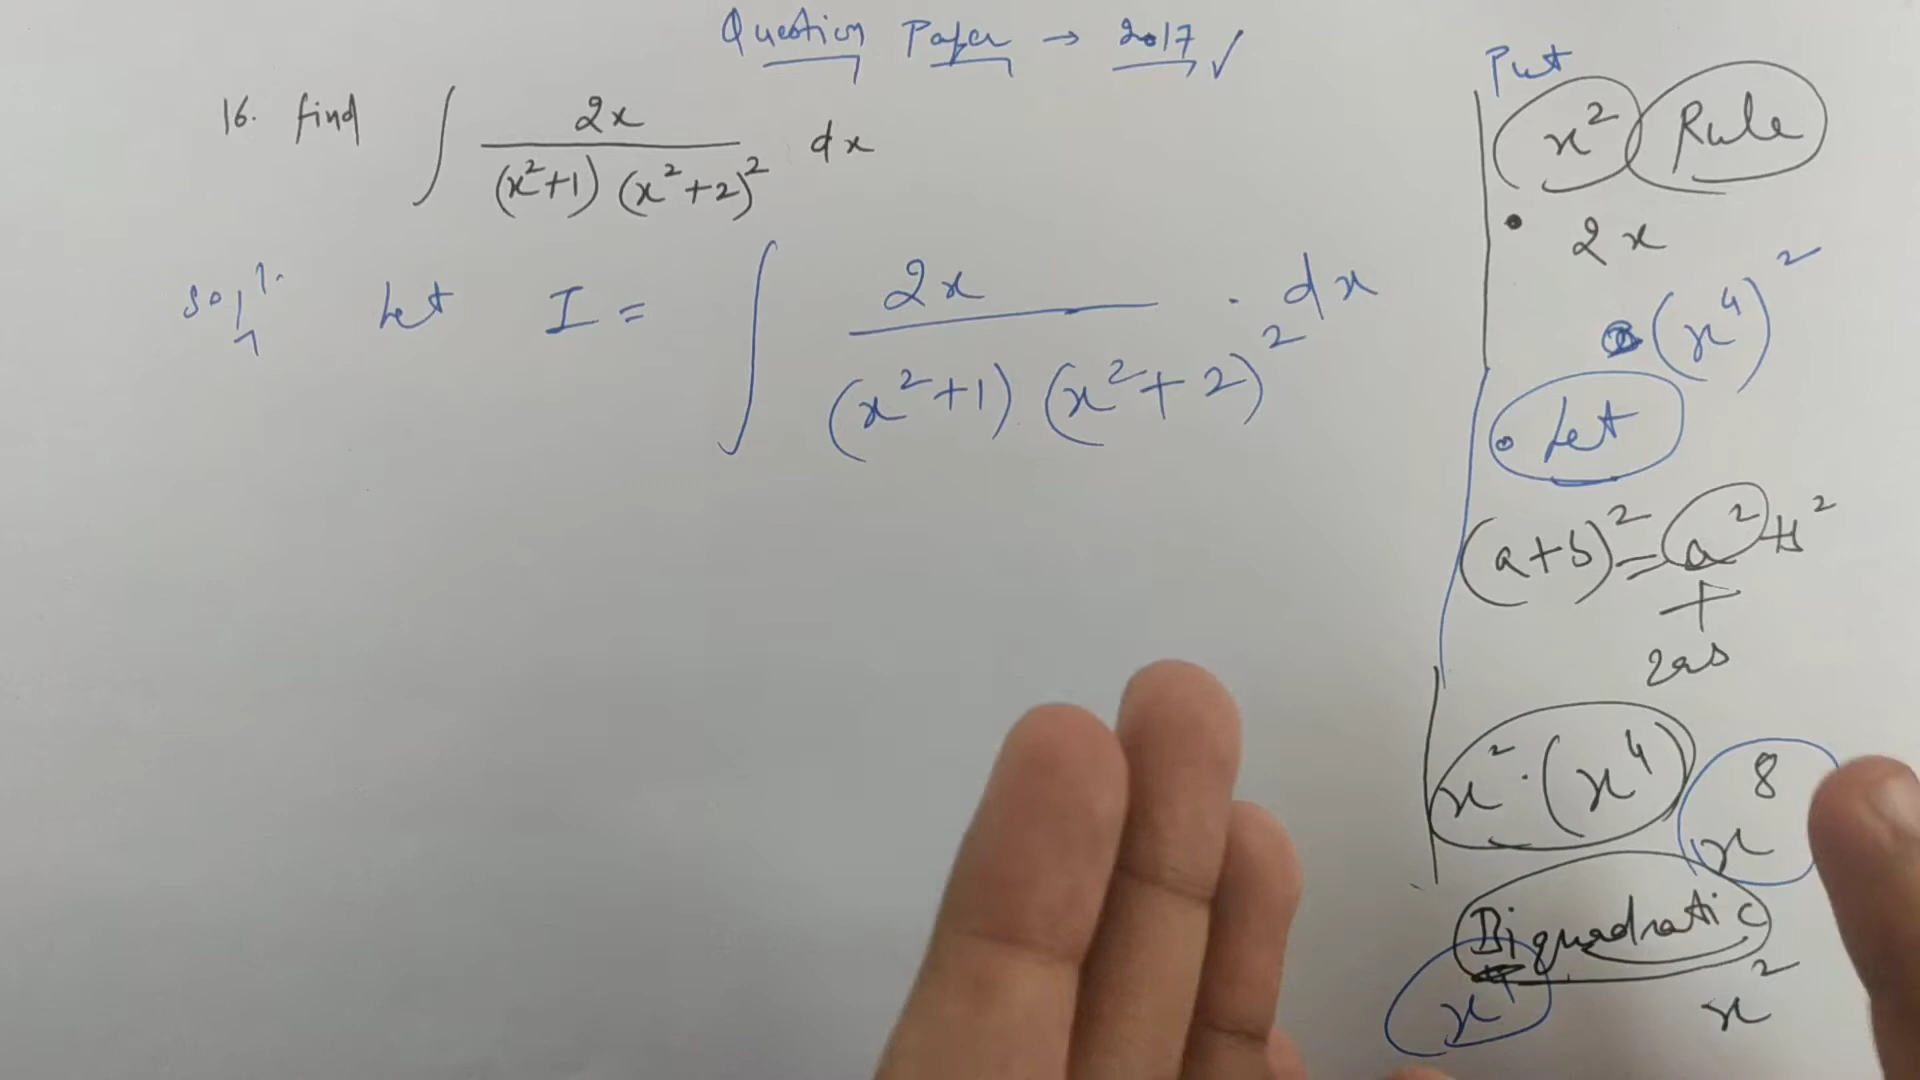 Question Paper → 2017 ✓
16. find ∫ 2x / (x²+1) (x²+2)² dx
Sol. Let I = ∫ 2x / (x²+1) (x²+2)² . dx
Put
x² Rule
• 2x
(x⁴)²
• Let
(a+b)² = a² + b²
+
2ab
x² . (x⁴)
x⁸
Biquadratic
x⁴ x²